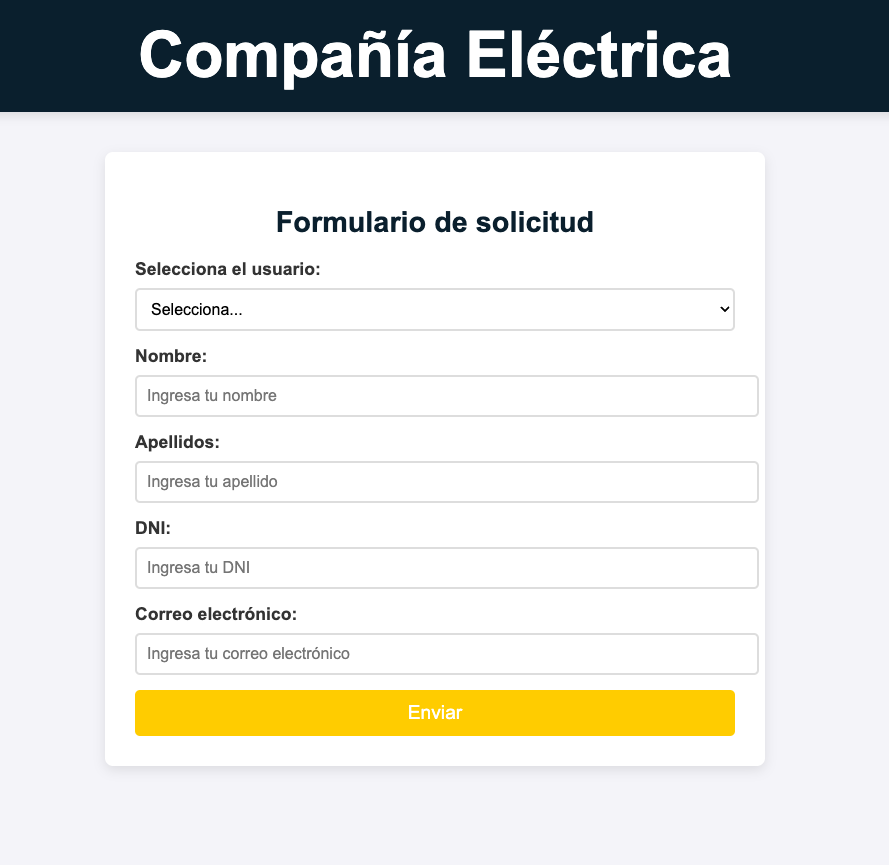 Compañía Eléctrica
Formulario de solicitud
Selecciona el usuario:
Selecciona...
Nombre:
Ingresa tu nombre
Apellidos:
Ingresa tu apellido
DNI:
Ingresa tu DNI
Correo electrónico:
Ingresa tu correo electrónico
Enviar